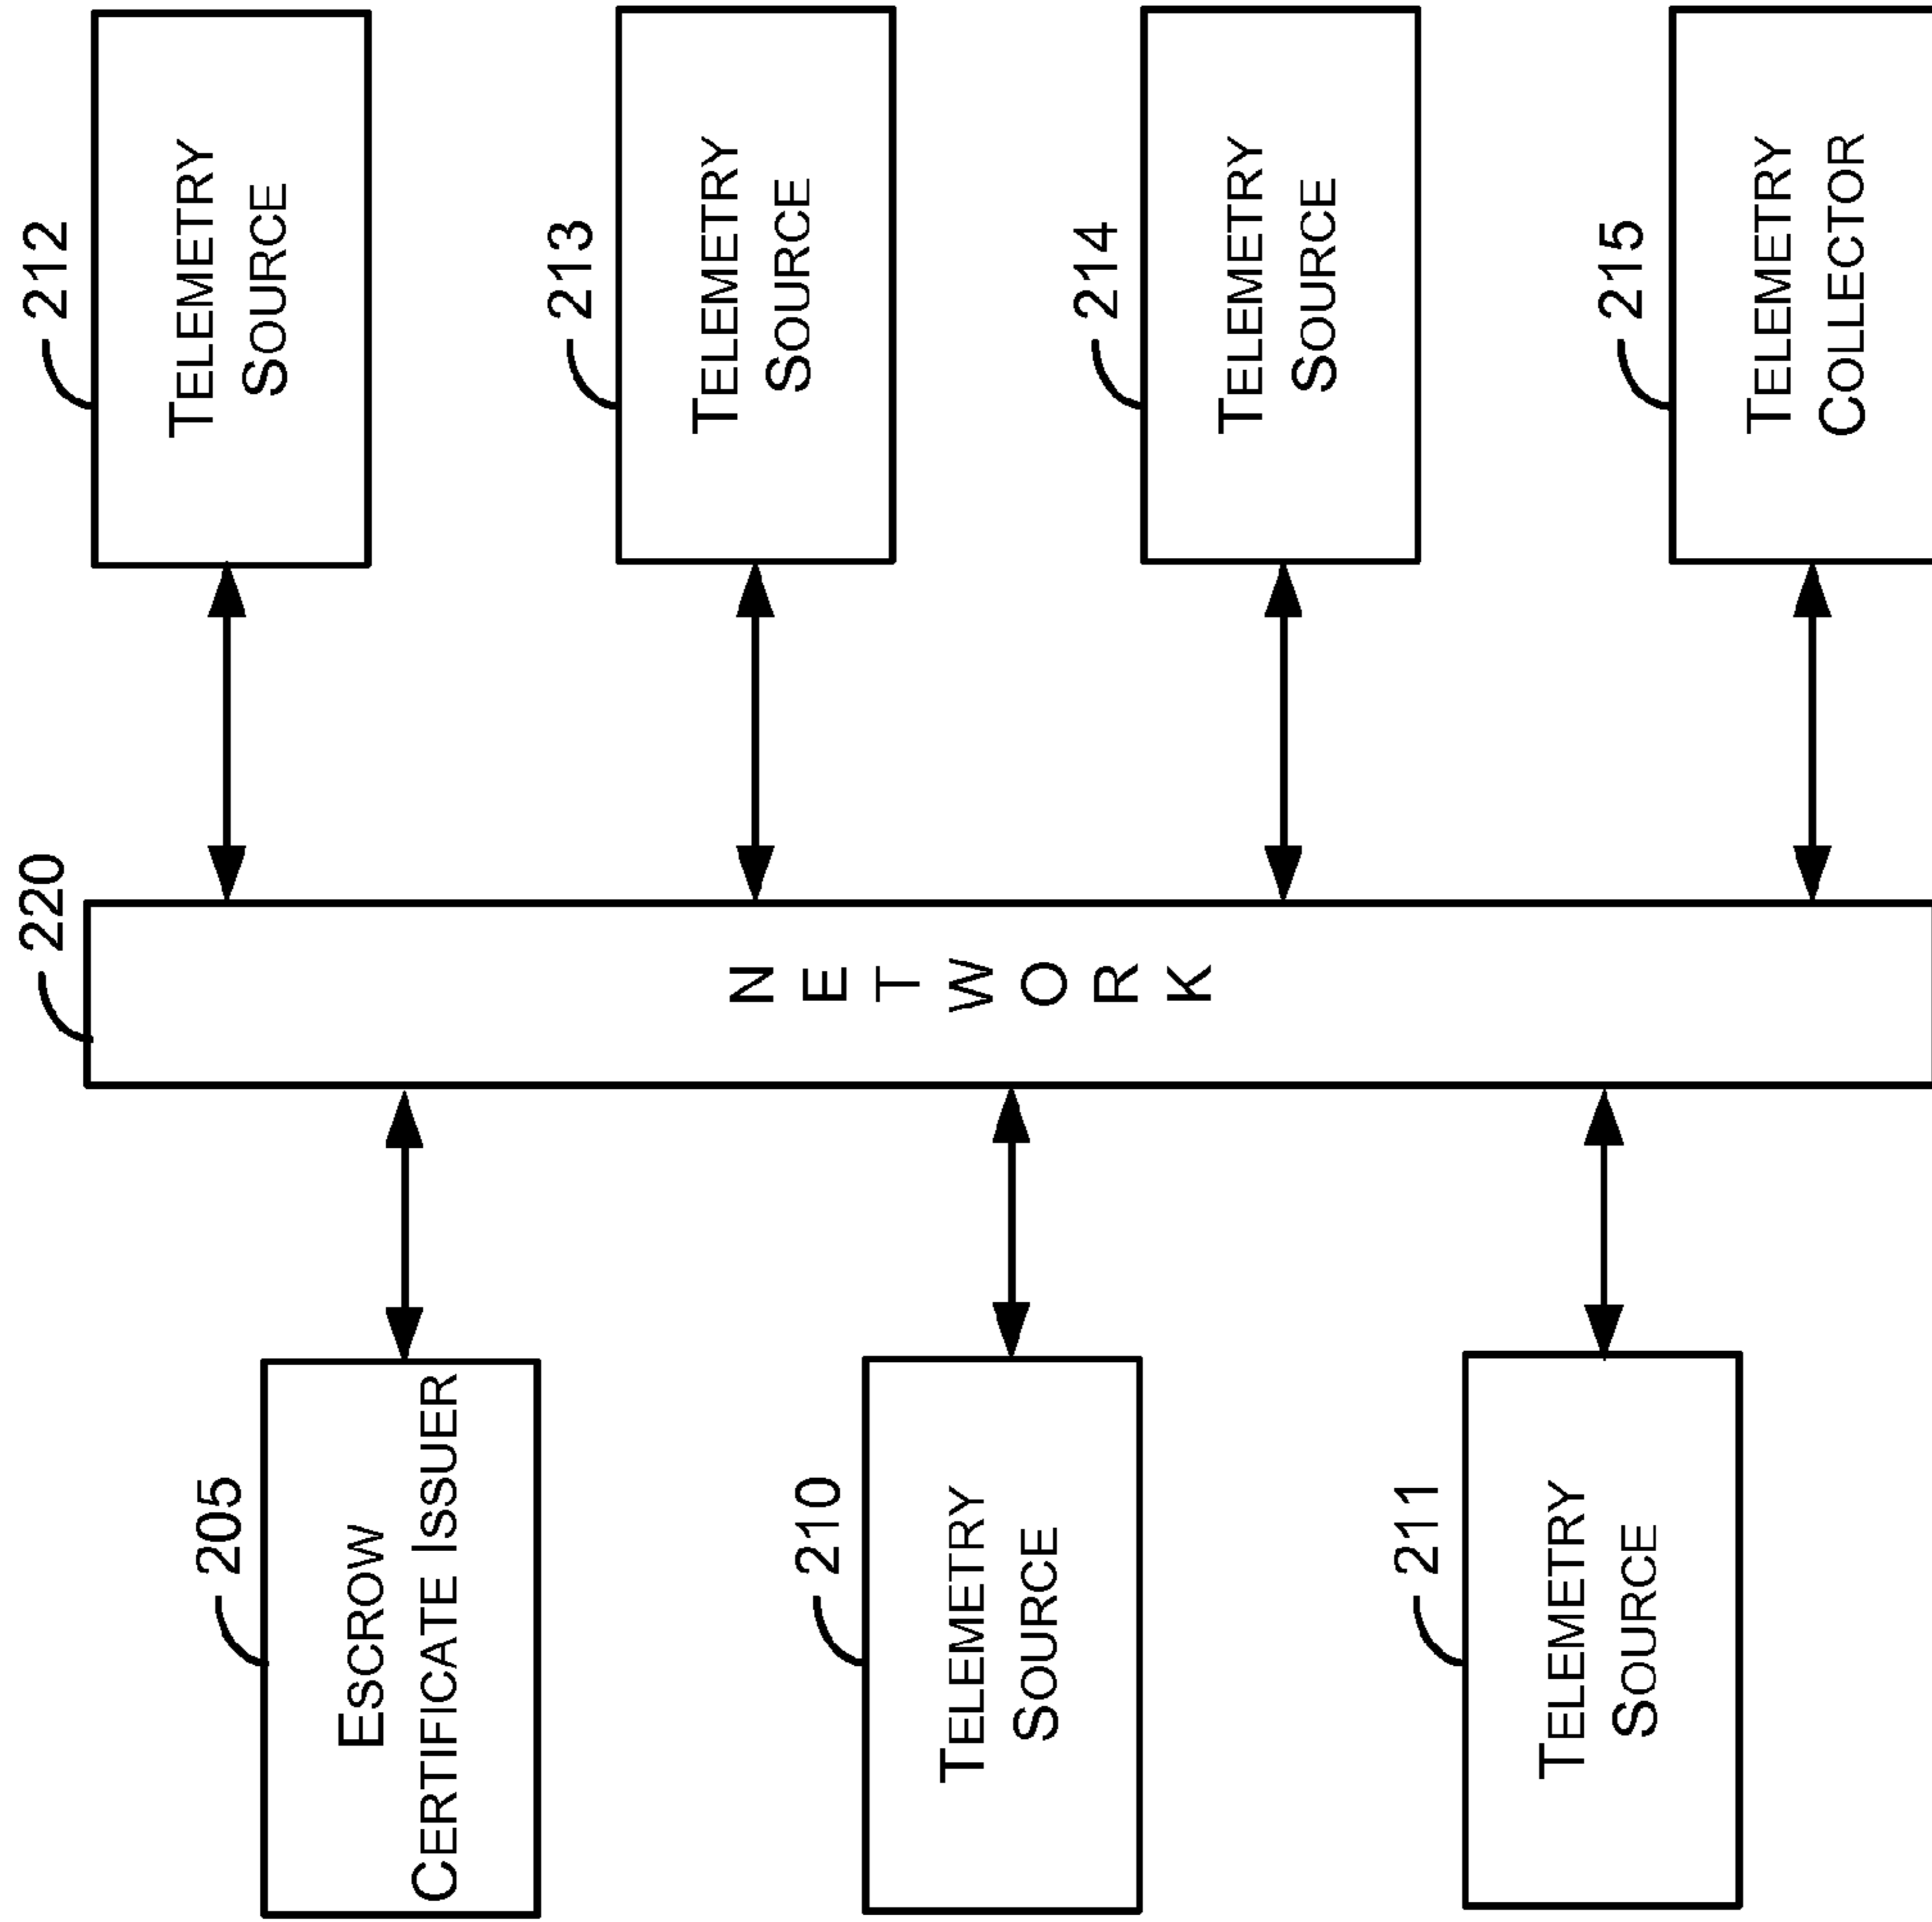 205
ESCROW
CERTIFICATE ISSUER
210
TELEMETRY
SOURCE
211
TELEMETRY
SOURCE
220
N
E
T
W
O
R
K
212
TELEMETRY
SOURCE
213
TELEMETRY
SOURCE
214
TELEMETRY
SOURCE
215
TELEMETRY
COLLECTOR